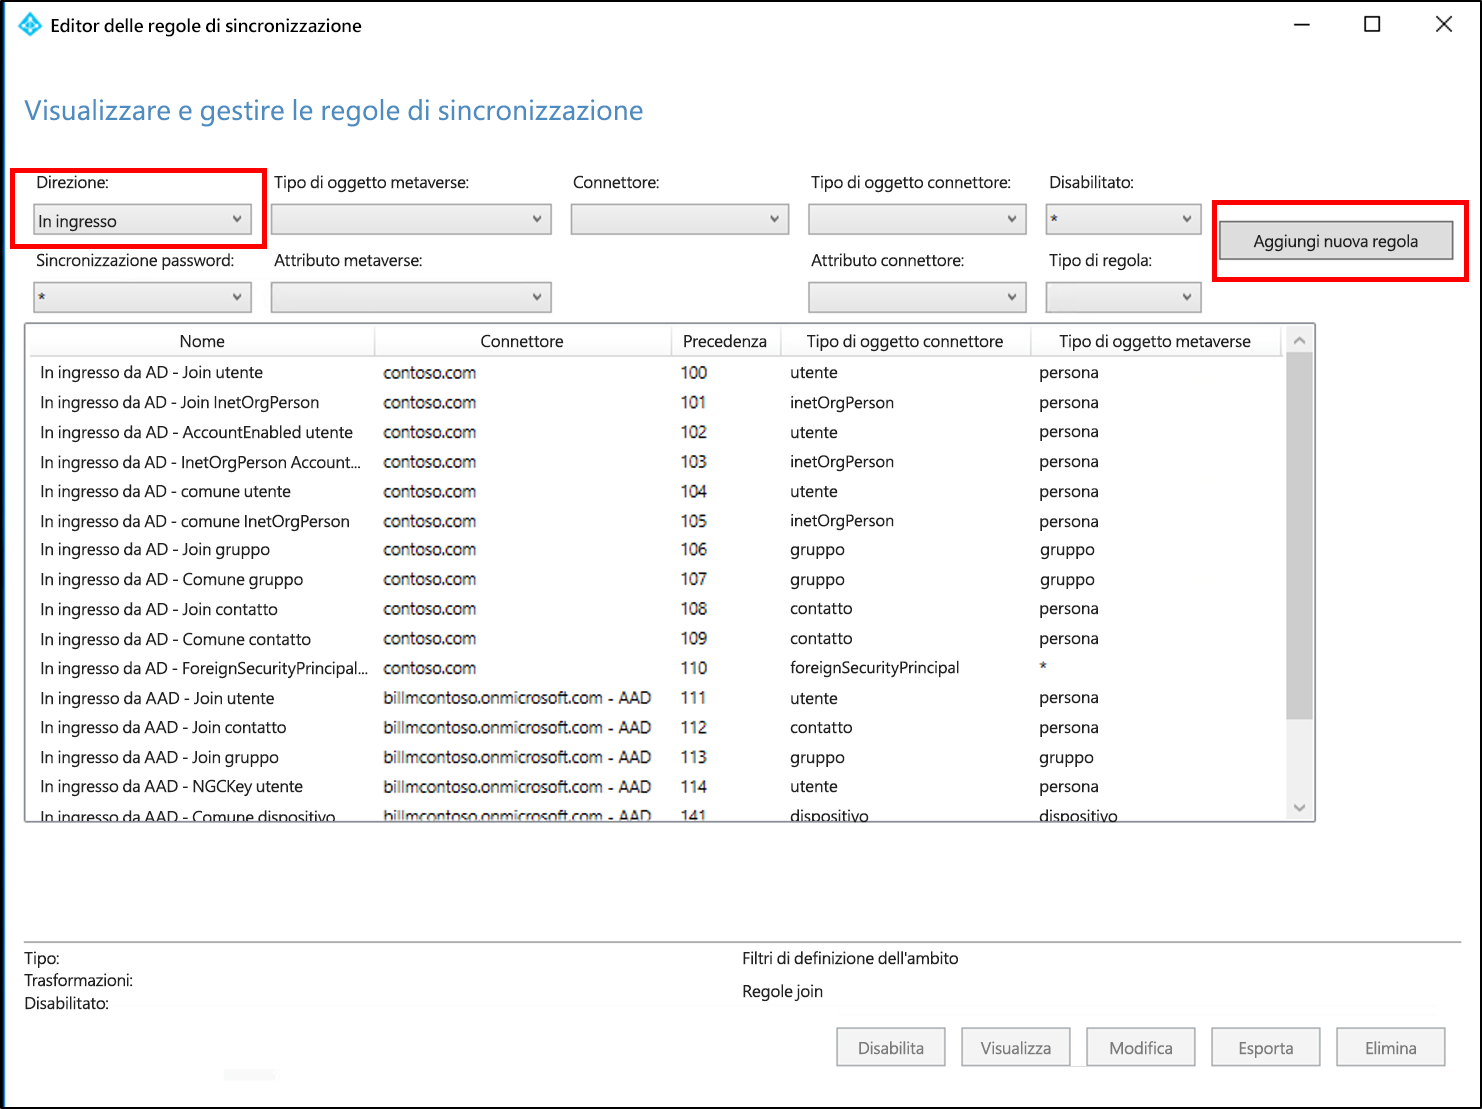 Editor delle regole di sincronizzazione
Visualizzare e gestire le regole di sincronizzazione
Direzione: Tipo di oggetto metaverse: Connettore: Tipo di oggetto connettore: Disabilitato:
In ingresso *
Aggiungi nuova regola
Sincronizzazione password: Attributo metaverse: Attributo connettore: Tipo di regola:
*
Nome Connettore Precedenza Tipo di oggetto connettore Tipo di oggetto metaverse
In ingresso da AD - Join utente contoso.com 100 utente persona
In ingresso da AD - Join InetOrgPerson contoso.com 101 inetOrgPerson persona
In ingresso da AD - AccountEnabled utente contoso.com 102 utente persona
In ingresso da AD - InetOrgPerson Account... contoso.com 103 inetOrgPerson persona
In ingresso da AD - comune utente contoso.com 104 utente persona
In ingresso da AD - comune InetOrgPerson contoso.com 105 inetOrgPerson persona
In ingresso da AD - Join gruppo contoso.com 106 gruppo gruppo
In ingresso da AD - Comune gruppo contoso.com 107 gruppo gruppo
In ingresso da AD - Join contatto contoso.com 108 contatto persona
In ingresso da AD - Comune contatto contoso.com 109 contatto persona
In ingresso da AD - ForeignSecurityPrincipal... contoso.com 110 foreignSecurityPrincipal *
In ingresso da AAD - Join utente billmcontoso.onmicrosoft.com - AAD 111 utente persona
In ingresso da AAD - Join contatto billmcontoso.onmicrosoft.com - AAD 112 contatto persona
In ingresso da AAD - Join gruppo billmcontoso.onmicrosoft.com - AAD 113 gruppo gruppo
In ingresso da AAD - NGCKey utente billmcontoso.onmicrosoft.com - AAD 114 utente persona
In ingresso da AAD - Comune dispositivo billmcontoso.onmicrosoft.com - AAD 141 dispositivo dispositivo
Tipo: Filtri di definizione dell'ambito
Trasformazioni:
Regole join
Disabilitato:
Disabilita Visualizza Modifica Esporta Elimina